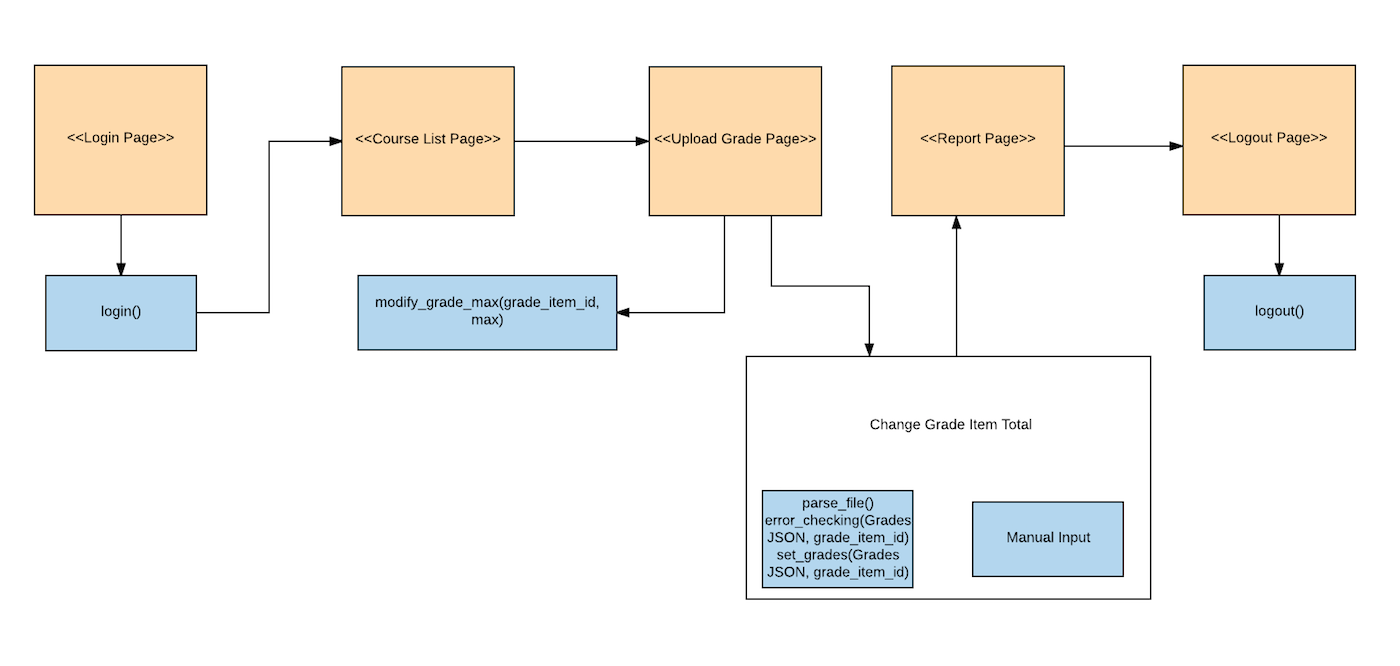 <<Login Page>>
<<Course List Page>>
<<Upload Grade Page>>
<<Report Page>>
<<Logout Page>>
login()
modify_grade_max(grade_item_id,
max)
logout()
Change Grade Item Total
parse_file()
error_checking(Grades
JSON, grade_item_id)
set_grades(Grades
JSON, grade_item_id)
Manual Input